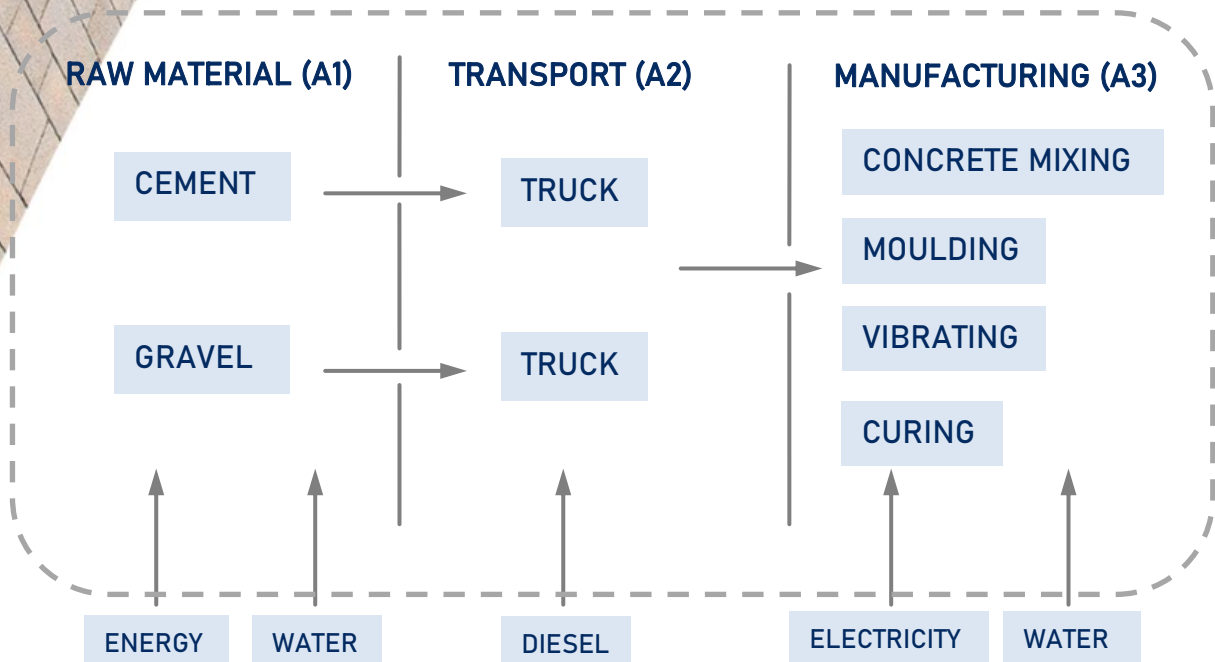 RAW MATERIAL (A1)
TRANSPORT (A2)
MANUFACTURING (A3)
CEMENT
TRUCK
CONCRETE MIXING
MOULDING
GRAVEL
TRUCK
VIBRATING
CURING
ENERGY
WATER
DIESEL
ELECTRICITY
WATER